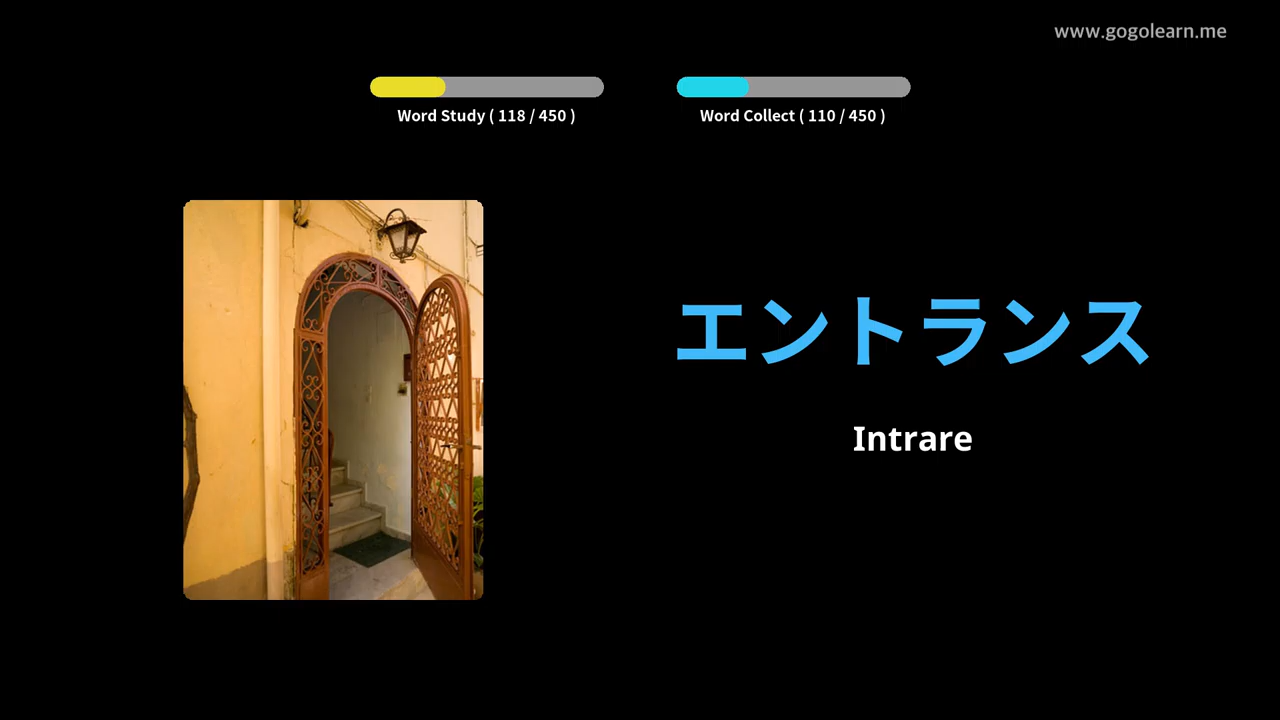 www.gogolearn.me
Word Study ( 118 / 450 )
Word Collect ( 110 / 450 )
エントランス
Intrare